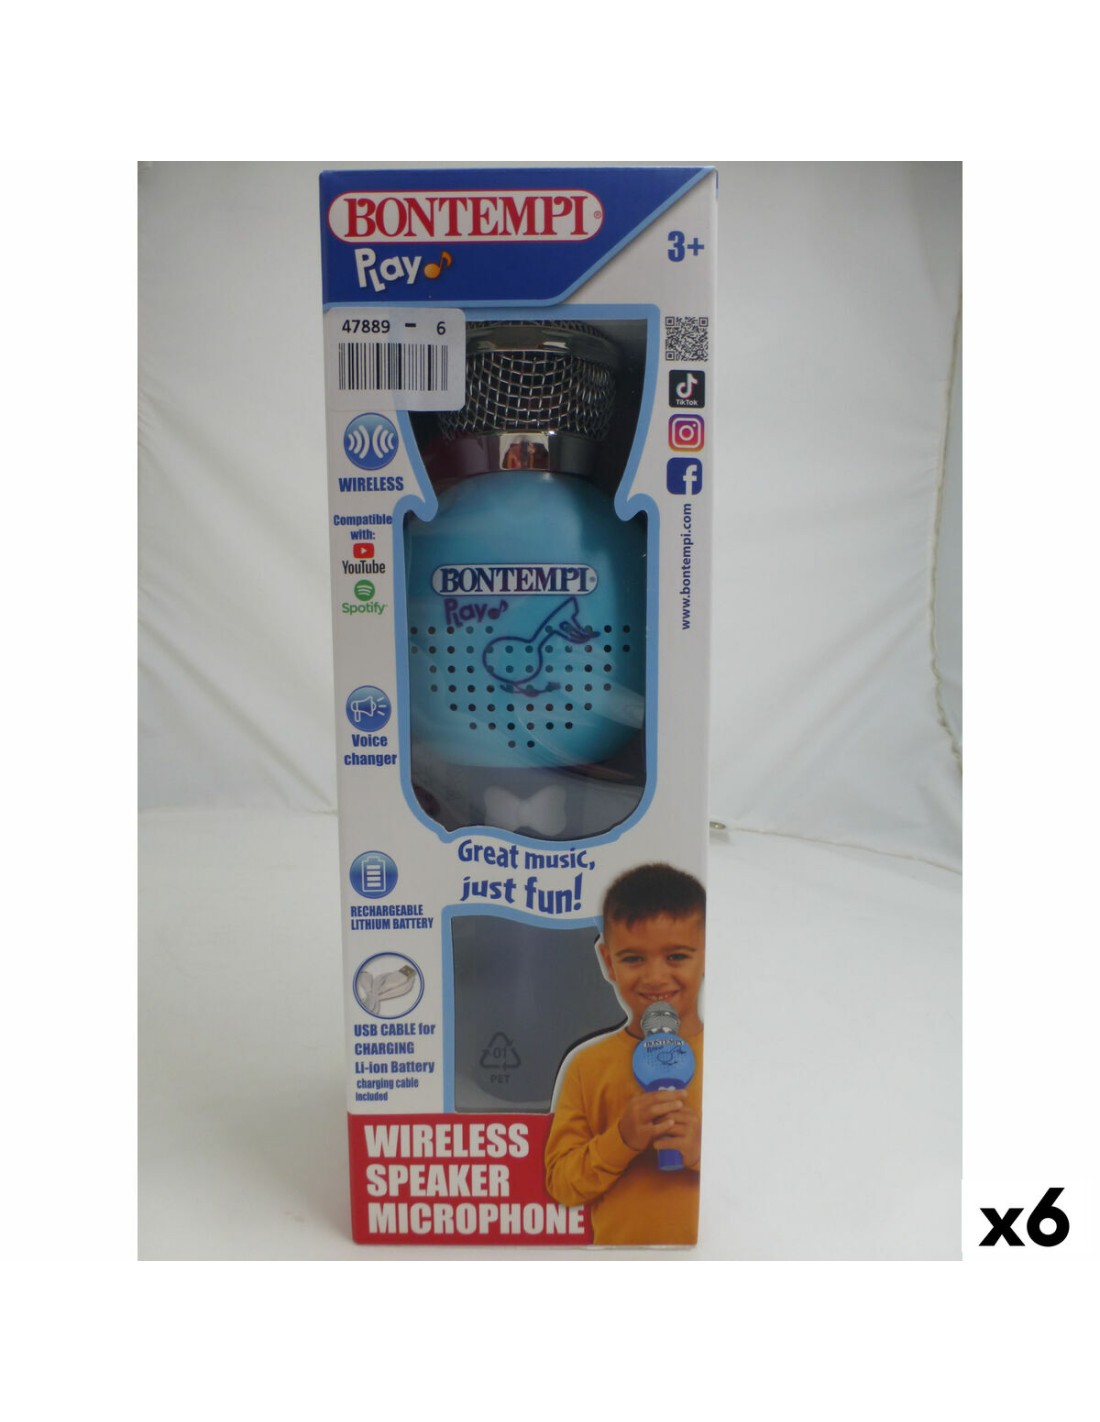 BONTEMPI®
Play
3+
47889 - 6
TikTok
WIRELESS
Compatible
with:
YouTube
Spotify
www.bontempi.com
BONTEMPI®
Play
Voice
changer
Great music,
just fun!
RECHARGEABLE
LITHIUM BATTERY
USB CABLE for
CHARGING
Li-ion Battery
charging cable
included
01
PET
BONTEMPI
WIRELESS
SPEAKER
MICROPHONE
x6